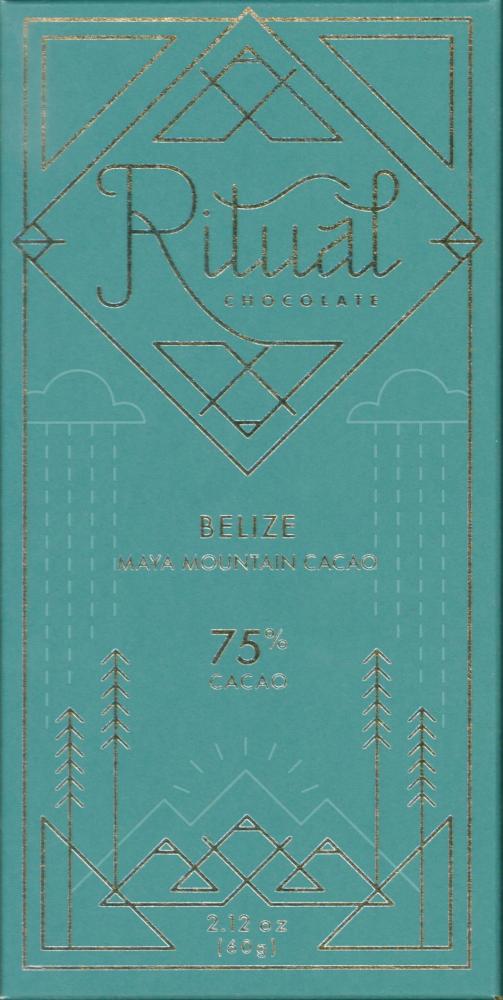 Ritual
CHOCOLATE
BELIZE
MAYA MOUNTAIN CACAO
75%
CACAO
2.12 oz
(60g)